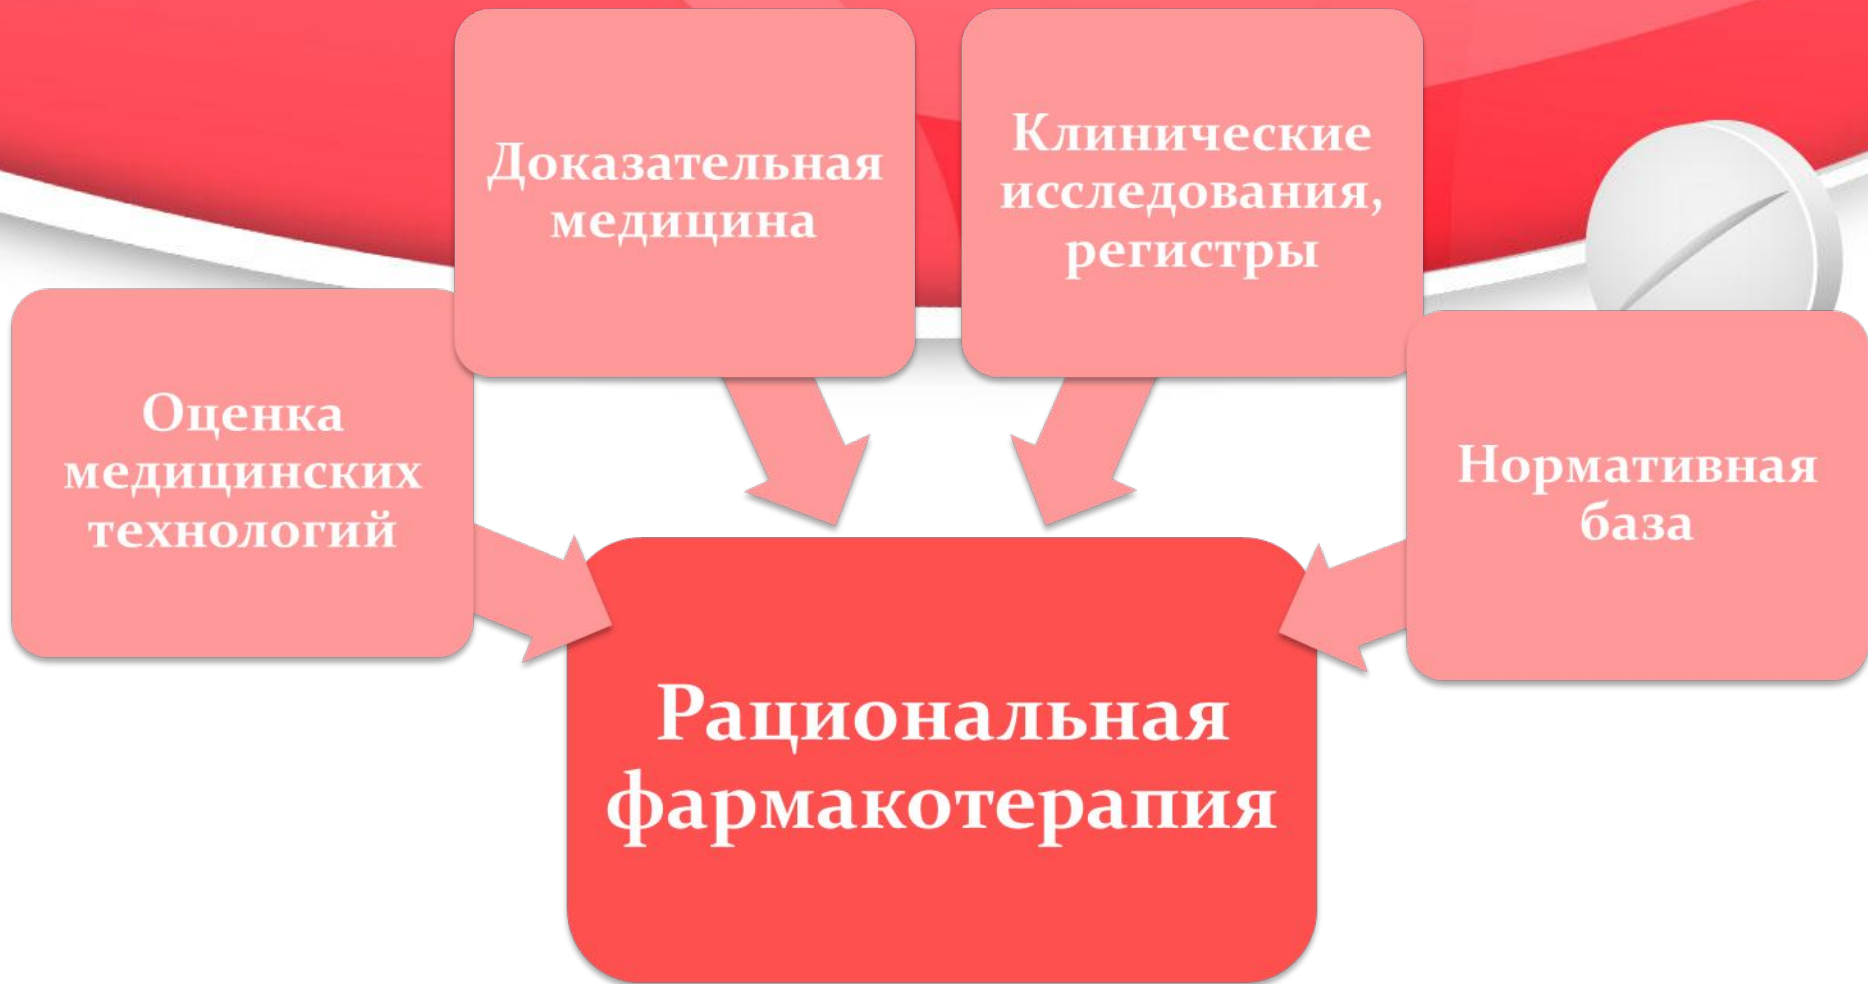 Доказательная
медицина
Клинические
исследования,
регистры
Оценка
медицинских
технологий
Нормативная
база
Рациональная
фармакотерапия